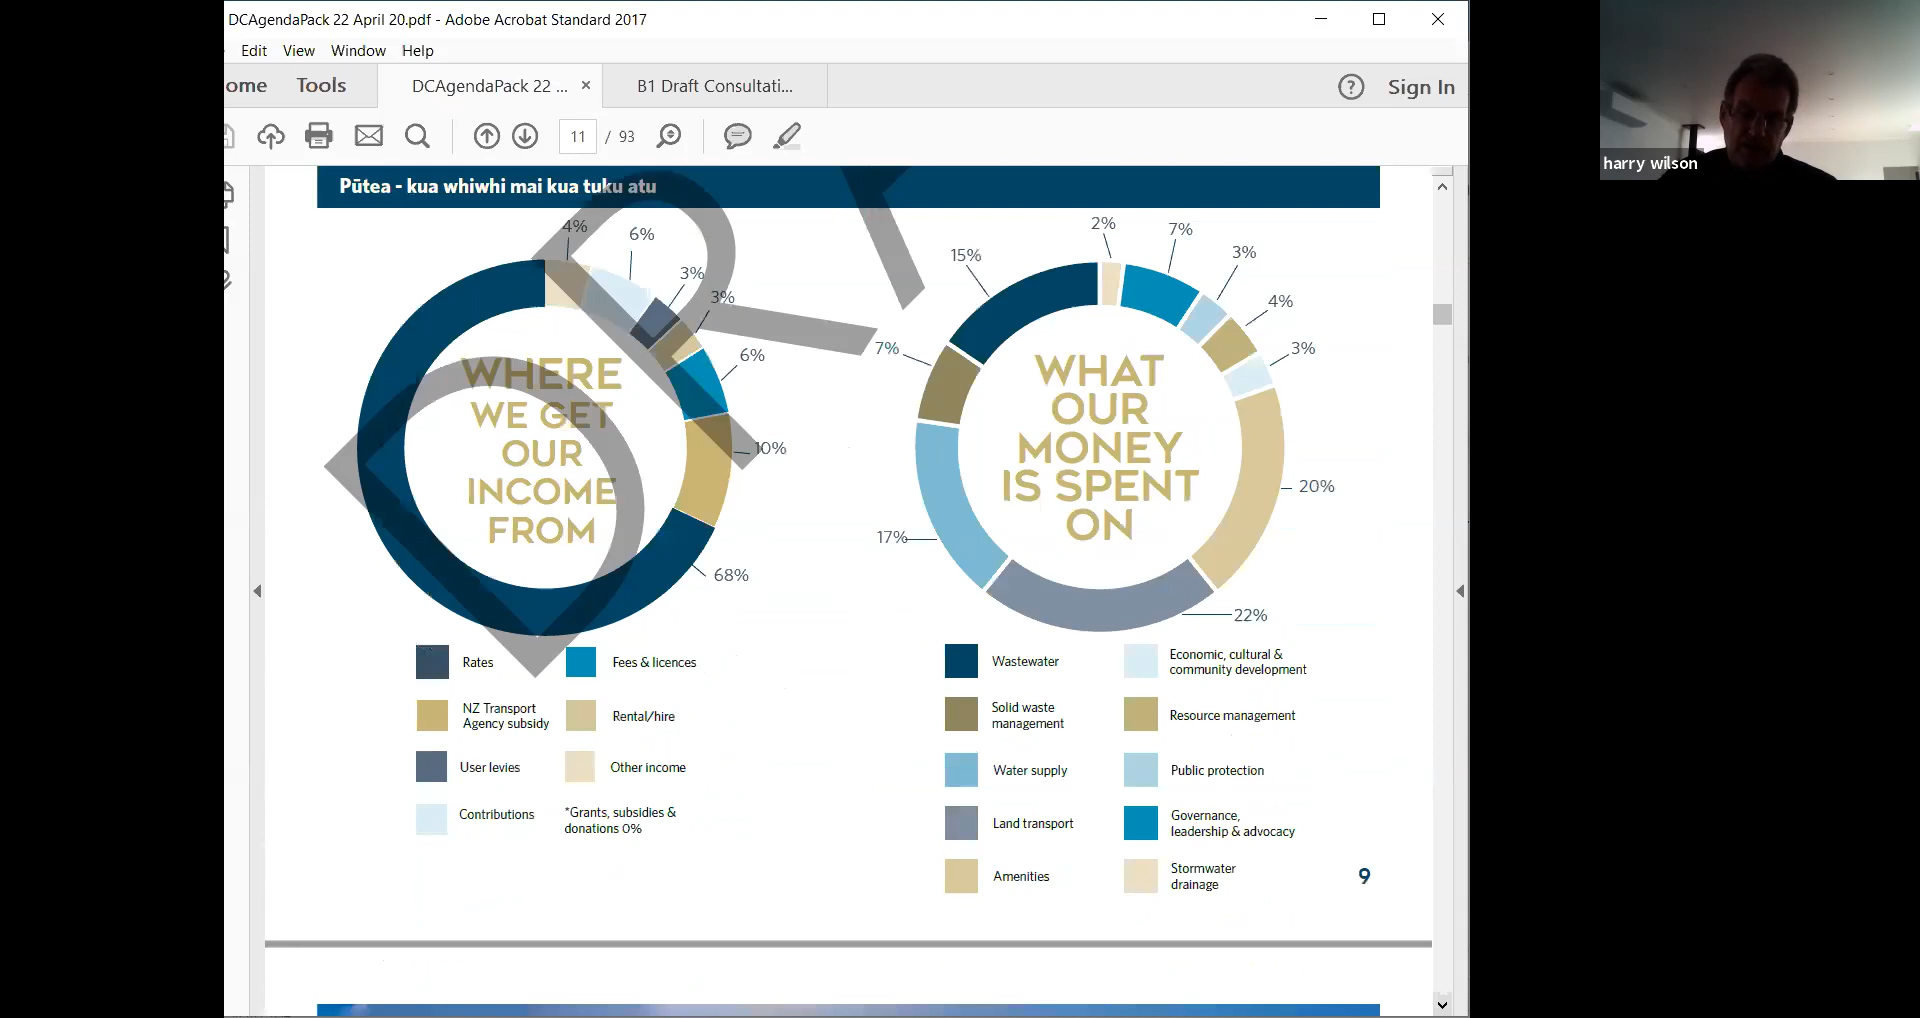 DCAgendaPack 22 April 20.pdf - Adobe Acrobat Standard 2017
Edit View Window Help
ome Tools
DCAgendaPack 22 ...
B1 Draft Consultati...
Sign In
11 / 93
harry wilson
Pūtea - kua whiwhi mai kua tuku atu
4%
6%
3%
3%
6%
10%
68%
WHERE
WE GET
OUR
INCOME
FROM
Rates
Fees & licences
NZ Transport
Agency subsidy
Rental/hire
User levies
Other income
Contributions
*Grants, subsidies &
donations 0%
2%
7%
3%
4%
3%
20%
22%
17%
7%
15%
WHAT
OUR
MONEY
IS SPENT
ON
Wastewater
Economic, cultural &
community development
Solid waste
management
Resource management
Water supply
Public protection
Land transport
Governance,
leadership & advocacy
Amenities
Stormwater
drainage
9